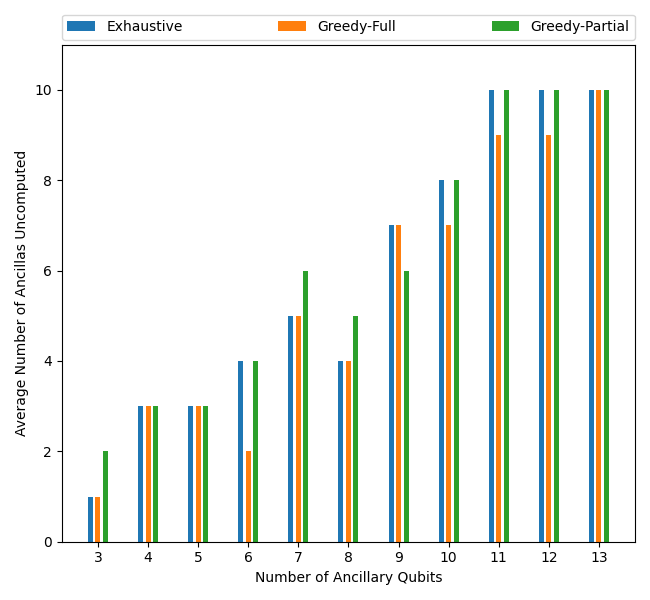 Exhaustive Greedy-Full Greedy-Partial
Average Number of Ancillas Uncomputed
10
8
6
4
2
0
3 4 5 6 7 8 9 10 11 12 13
Number of Ancillary Qubits